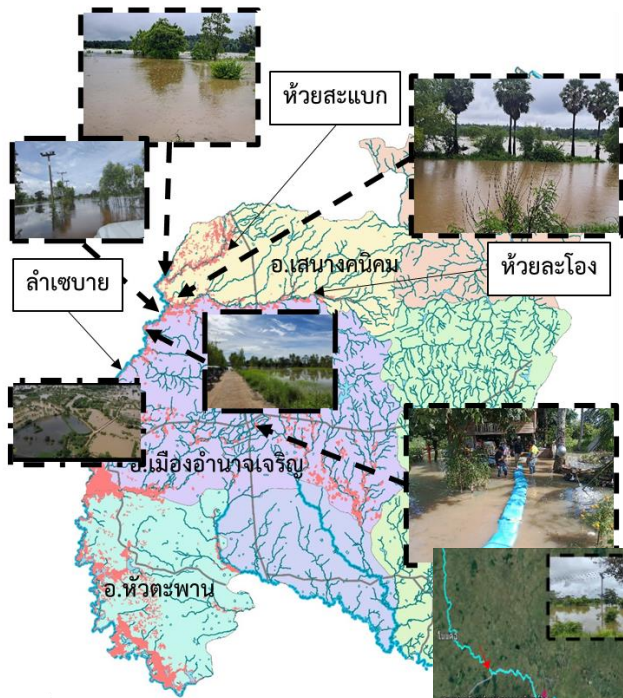 ห้วยสะแบก
อ.เสนางคนิคม
ห้วยละโอง
ลำเซบาย
อ.เมืองอำนาจเจริญ
อ.หัวตะพาน